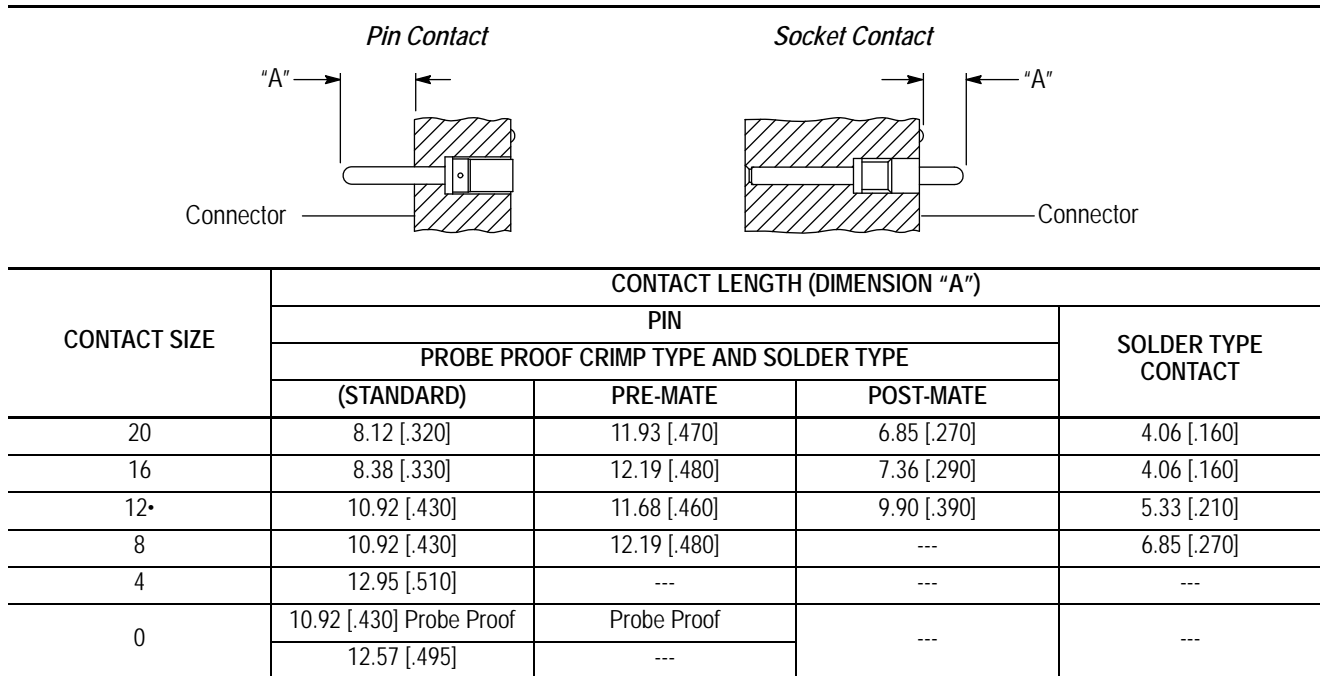 Pin Contact Socket Contact
"A" "A"
Connector Connector
CONTACT SIZE
CONTACT LENGTH (DIMENSION "A")
PIN
SOLDER TYPE CONTACT
PROBE PROOF CRIMP TYPE AND SOLDER TYPE
(STANDARD) PRE-MATE POST-MATE
20 8.12 [.320] 11.93 [.470] 6.85 [.270] 4.06 [.160]
16 8.38 [.330] 12.19 [.480] 7.36 [.290] 4.06 [.160]
12• 10.92 [.430] 11.68 [.460] 9.90 [.390] 5.33 [.210]
8 10.92 [.430] 12.19 [.480] --- 6.85 [.270]
4 12.95 [.510] --- --- ---
0 10.92 [.430] Probe Proof Probe Proof --- ---
12.57 [.495] ---